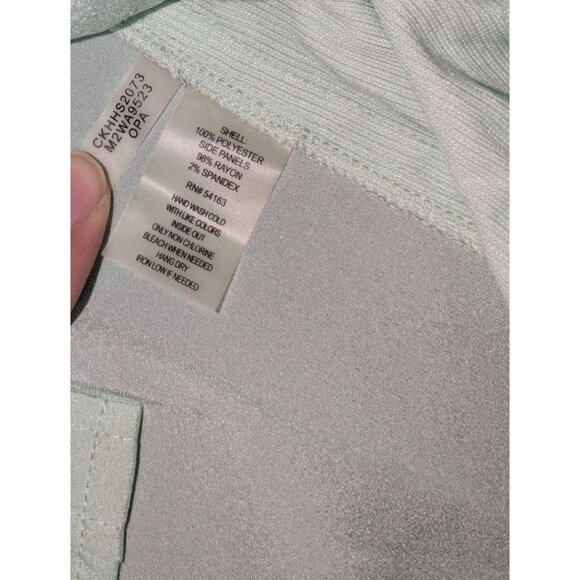 CKHHS2073
M2WA9523
OPA
SHELL:
100% POLYESTER
SIDE PANELS
98% RAYON
2% SPANDEX
RN# 54163
HAND WASH COLD
WITH LIKE COLORS
INSIDE OUT
ONLY NON CHLORINE
BLEACH WHEN NEEDED
HANG DRY
IRON LOW IF NEEDED